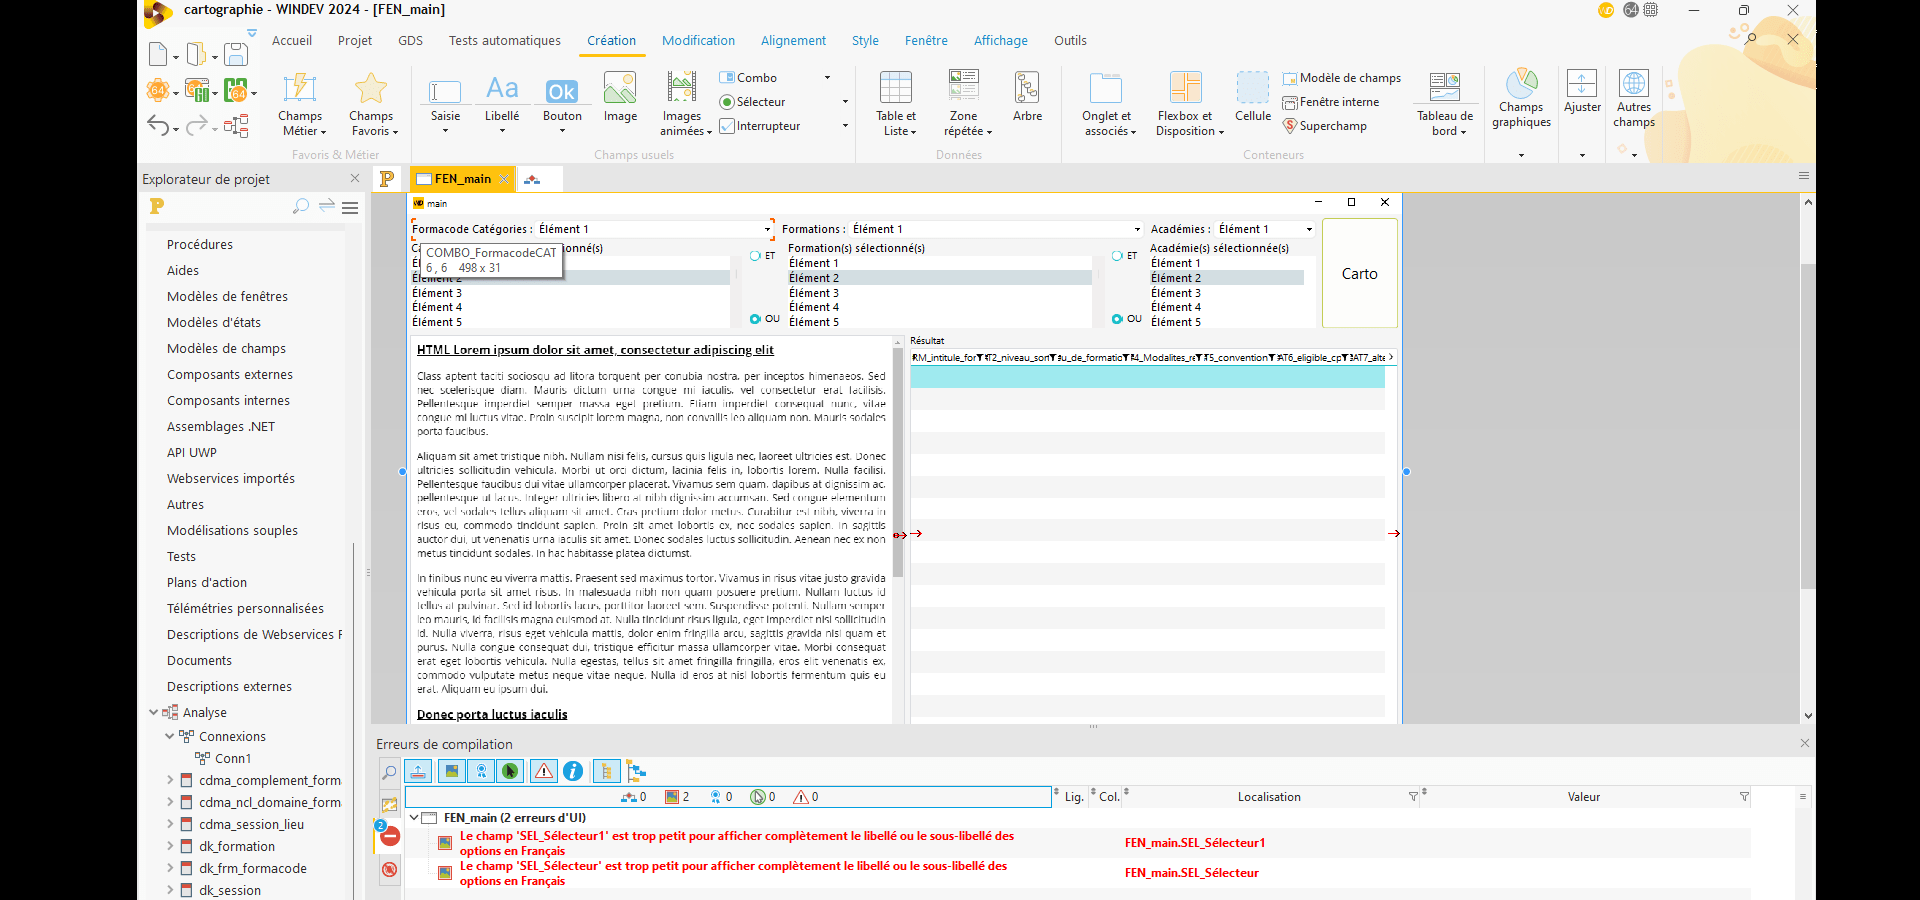 cartographie - WINDEV 2024 - [FEN_main]
64
Accueil
Projet
GDS
Tests automatiques
Création
Modification
Alignement
Style
Fenêtre
Affichage
Outils
Champs Métier
Champs Favoris
Favoris & Métier
Saisie
Aa
Libellé
Ok
Bouton
Image
Images animées
Combo
Sélecteur
Interrupteur
Champs usuels
Table et Liste
Zone répétée
Arbre
Données
Onglet et associés
Flexbox et Disposition
Cellule
Modèle de champs
Fenêtre interne
Superchamp
Conteneurs
Tableau de bord
Champs graphiques
Ajuster
Autres champs
Explorateur de projet
FEN_main
Procédures
Aides
Modèles de fenêtres
Modèles d'états
Modèles de champs
Composants externes
Composants internes
Assemblages .NET
API UWP
Webservices importés
Autres
Modélisations souples
Tests
Plans d'action
Télémétries personnalisées
Descriptions de Webservices
Documents
Descriptions externes
Analyse
Connexions
Conn1
cdma_complement_forma
cdma_ncl_domaine_forma
cdma_session_lieu
dk_formation
dk_frm_formacode
dk_session
main
Formacode Catégories :
Élément 1
Formations :
Élément 1
Académies :
Élément 1
COMBO_FormacodeCAT
6 , 6 498 x 31
Élément 3
Élément 4
Élément 5
ET
OU
Formation(s) sélectionné(s)
Élément 1
Élément 2
Élément 3
Élément 4
Élément 5
ET
OU
Académie(s) sélectionnée(s)
Élément 1
Élément 2
Élément 3
Élément 4
Élément 5
Carto
HTML Lorem ipsum dolor sit amet, consectetur adipiscing elit
Class aptent taciti sociosqu ad litora torquent per conubia nostra, per inceptos himenaeos. Sed
nec scelerisque diam. Mauris dictum urna congue mi iaculis, vel consectetur erat facilisis.
Pellentesque imperdiet semper massa eget pretium. Etiam imperdiet consequat nunc, vitae
congue mi luctus vitae. Proin suscipit lorem magna, non convallis leo aliquam non. Mauris sodales
porta faucibus.
Aliquam sit amet tristique nibh. Nullam nisi felis, cursus quis ligula nec, laoreet ultricies est. Donec
ultricies sollicitudin vehicula. Morbi ut orci dictum, lacinia felis in, lobortis lorem. Nulla facilisi.
Pellentesque faucibus dui vitae ullamcorper placerat. Vivamus sem quam, dapibus at dignissim ac,
pellentesque ut lacus. Integer ultricies libero at nibh dignissim accumsan. Sed congue elementum
eros, vel sodales tellus aliquam sit amet. Cras pretium dolor metus. Curabitur est nibh, viverra in
risus eu, commodo tincidunt sapien. Proin sit amet lobortis ex, nec sodales sapien. In sagittis
auctor dui, ut venenatis urna iaculis sit amet. Donec sodales luctus sollicitudin. Aenean nec ex non
metus tincidunt sodales. In hac habitasse platea dictumst.
In finibus nunc eu viverra mattis. Praesent sed maximus tortor. Vivamus in risus vitae justo gravida
vehicula porta sit amet risus. In malesuada nibh non quam posuere pretium. Nullam luctus id
tellus at pulvinar. Sed id lobortis lacus, porttitor laoreet sem. Suspendisse potenti. Nullam semper
leo mauris, id facilisis magna euismod at. Nulla tincidunt risus ligula, eget imperdiet nisi sollicitudin
id. Nulla viverra, risus eget vehicula mattis, dolor enim fringilla arcu, sagittis gravida nisi quam et
purus. Nulla congue consequat dui, tristique efficitur massa ullamcorper vitae. Morbi consequat
erat eget lobortis vehicula. Nulla egestas, tellus sit amet fringilla fringilla, eros elit venenatis ex,
commodo vulputate metus neque vitae neque. Nulla id eros at nisl lobortis fermentum quis eu
erat. Aliquam eu ipsum dui.
Donec porta luctus iaculis
Résultat
RM_intitule_for
T2_niveau_sort
u_de_formatio
4_Modalites_re
T5_convention
AT6_eligible_cp
AT7_alte
Erreurs de compilation
0 2 0 0 0
Lig.
Col.
Localisation
Valeur
FEN_main (2 erreurs d'UI)
Le champ 'SEL_Sélecteur1' est trop petit pour afficher complètement le libellé ou le sous-libellé des
options en Français
FEN_main.SEL_Sélecteur1
Le champ 'SEL_Sélecteur' est trop petit pour afficher complètement le libellé ou le sous-libellé des
options en Français
FEN_main.SEL_Sélecteur
2